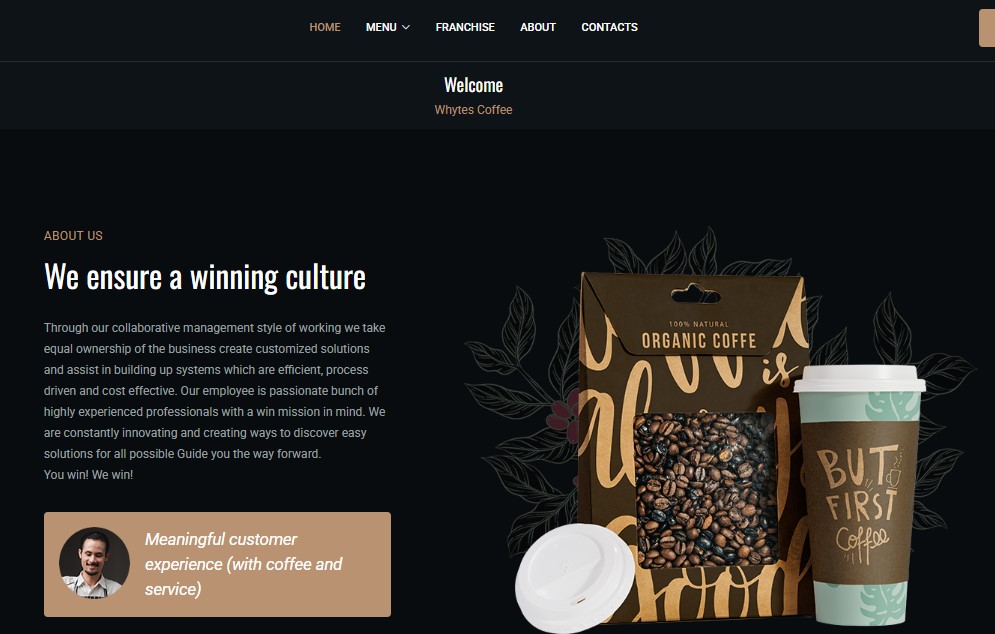 HOME MENU FRANCHISE ABOUT CONTACTS
Welcome
Whytes Coffee
ABOUT US
We ensure a winning culture
Through our collaborative management style of working we take
equal ownership of the business create customized solutions
and assist in building up systems which are efficient, process
driven and cost effective. Our employee is passionate bunch of
highly experienced professionals with a win mission in mind. We
are constantly innovating and creating ways to discover easy
solutions for all possible Guide you the way forward.
You win! We win!
Meaningful customer
experience (with coffee and
service)
100% NATURAL
ORGANIC COFFE
is
good
BUT
FIRST
Coffee